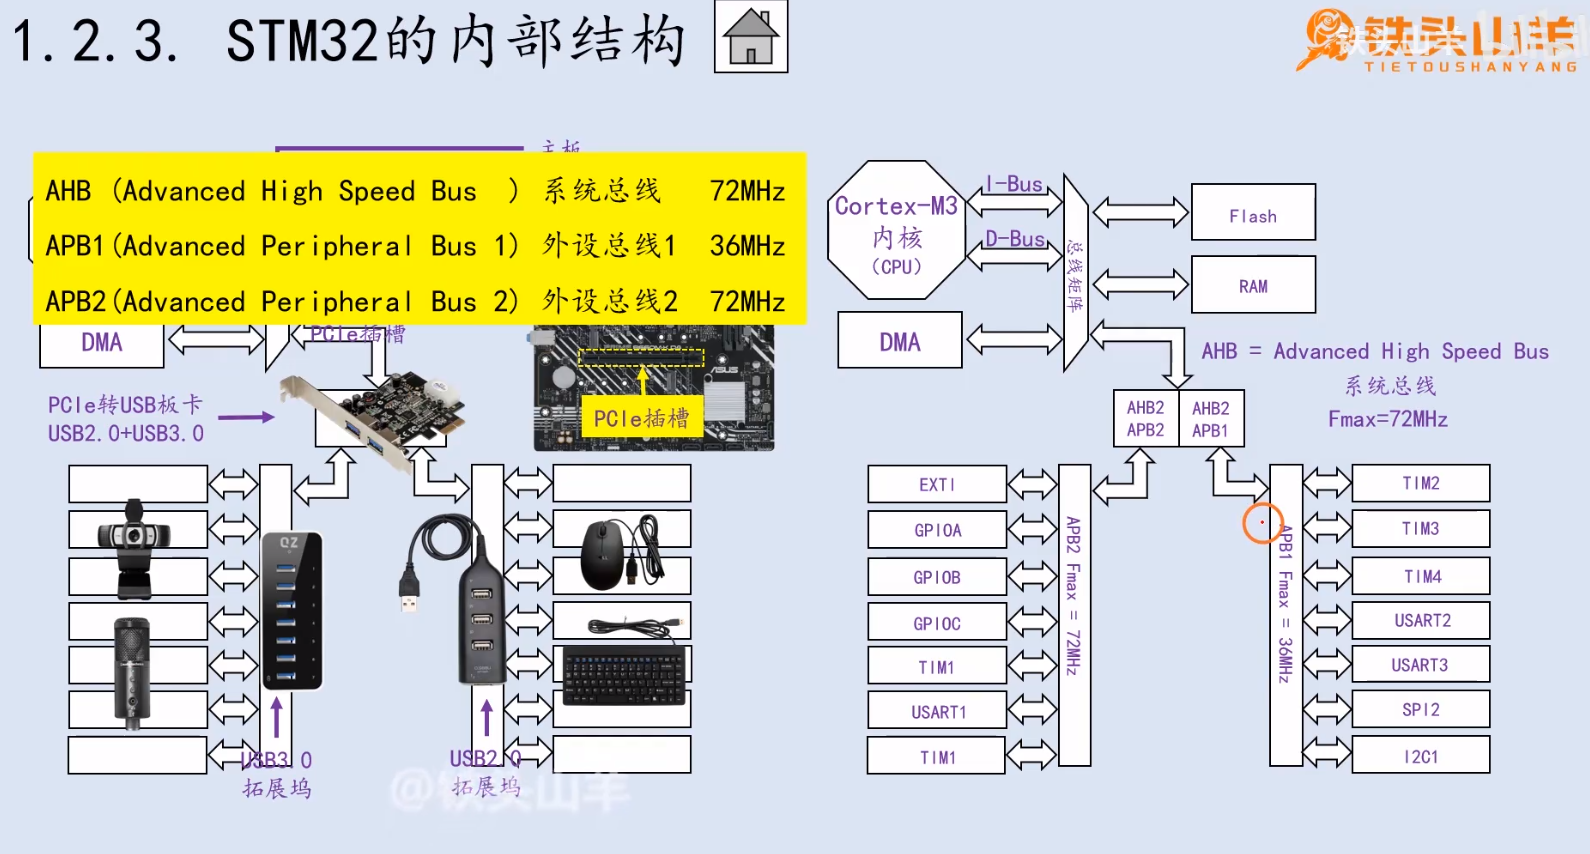 1.2.3. STM32的内部结构
铁头山羊
TIETOUSHANYANG
主板
AHB (Advanced High Speed Bus ) 系统总线 72MHz
APB1(Advanced Peripheral Bus 1) 外设总线1 36MHz
APB2(Advanced Peripheral Bus 2) 外设总线2 72MHz
PCIe插槽
DMA
PCIe转USB板卡
USB2.0+USB3.0
ASUS
PCIe插槽
QZ
USB3.0
拓展坞
USB2.0
拓展坞
@铁头山羊
Cortex-M3
内核
(CPU)
I-Bus
D-Bus
总线矩阵
Flash
RAM
DMA
AHB = Advanced High Speed Bus
系统总线
Fmax=72MHz
AHB2
APB2
AHB2
APB1
EXTI
GPIOA
GPIOB
GPIOC
TIM1
USART1
TIM1
APB2 Fmax = 72MHz
APB1 Fmax = 36MHz
TIM2
TIM3
TIM4
USART2
USART3
SPI2
I2C1